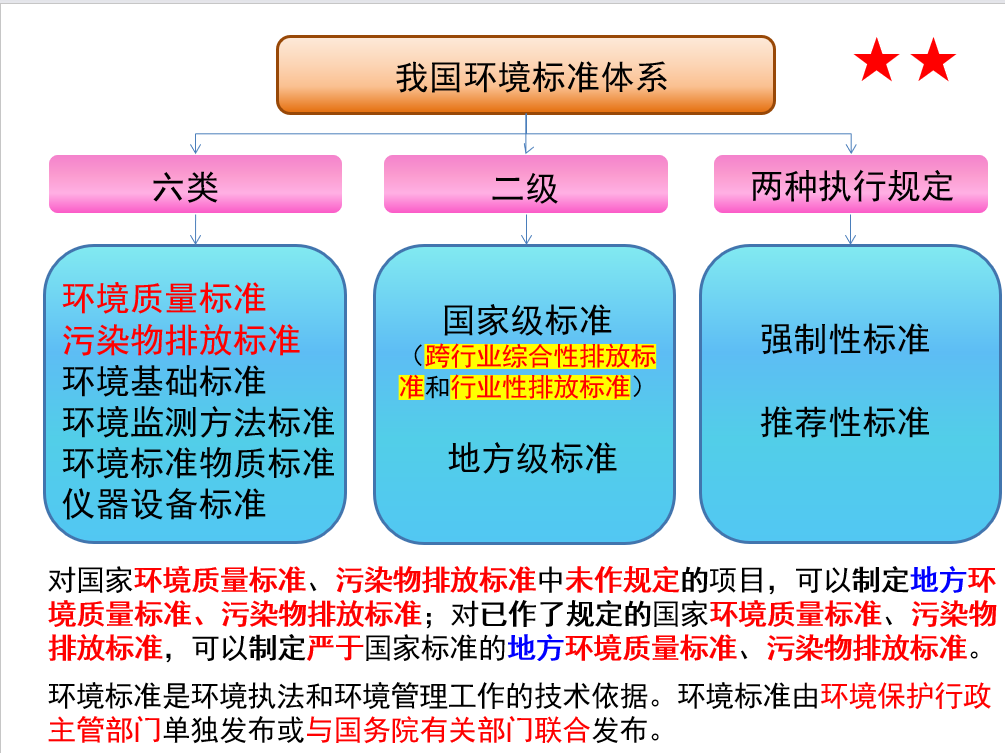 我国环境标准体系
六类
二级
两种执行规定
环境质量标准
污染物排放标准
环境基础标准
环境监测方法标准
环境标准物质标准
仪器设备标准
国家级标准
（跨行业综合性排放标
准和行业性排放标准）
地方级标准
强制性标准
推荐性标准
对国家环境质量标准、污染物排放标准中未作规定的项目，可以制定地方环
境质量标准、污染物排放标准；对已作了规定的国家环境质量标准、污染物
排放标准，可以制定严于国家标准的地方环境质量标准、污染物排放标准。
环境标准是环境执法和环境管理工作的技术依据。环境标准由环境保护行政
主管部门单独发布或与国务院有关部门联合发布。